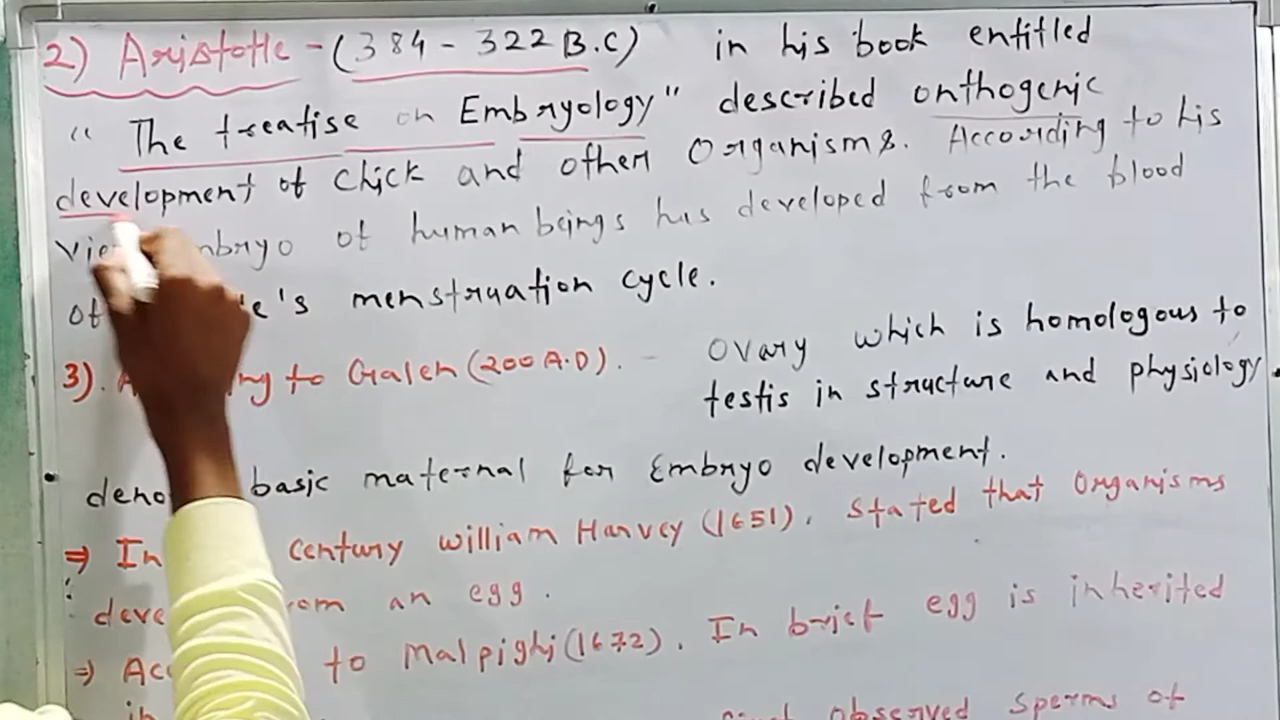 2) Aristotle - (384 - 322 B.C) in his book entitled
" The treatise on Embryology" described onthogenic
development of chick and other Organisms. According to his
of human beings has developed from the blood
of 's menstruation cycle.
3). to Galen (200 A.D). - Ovary which is homologous to
testis in structure and physiology
basic maternal for Embryo development.
⇒ In century william Harvey (1651). stated that Organisms
an egg.
⇒ to Malpighi (1672). In brief egg is inherited
observed sperms of